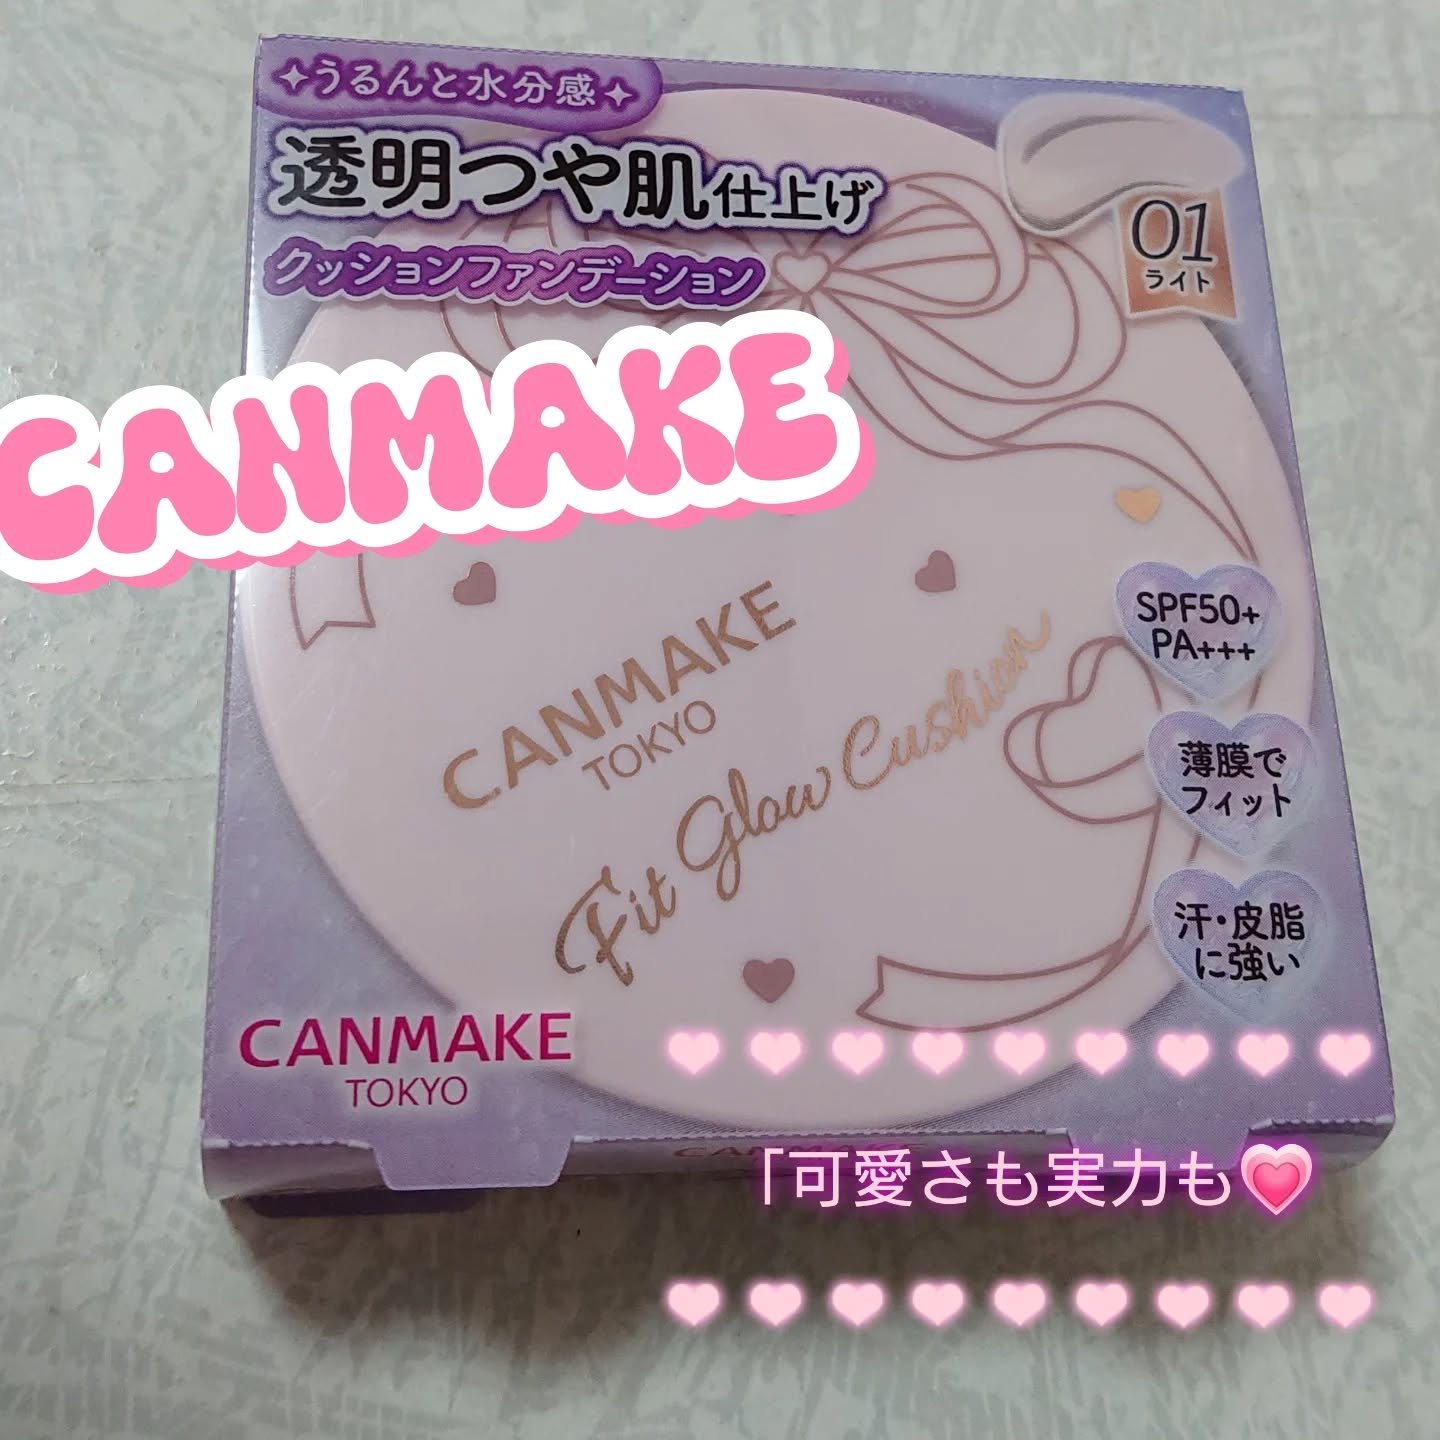 うるんと水分感
透明つや肌仕上げ
クッションファンデーション
01
ライト
CANMAKE
CANMAKE
TOKYO
Fit Glow Cushion
SPF50+
PA+++
薄膜で
フィット
汗・皮脂
に強い
CANMAKE
TOKYO
CANMAKE
「可愛さも実力も